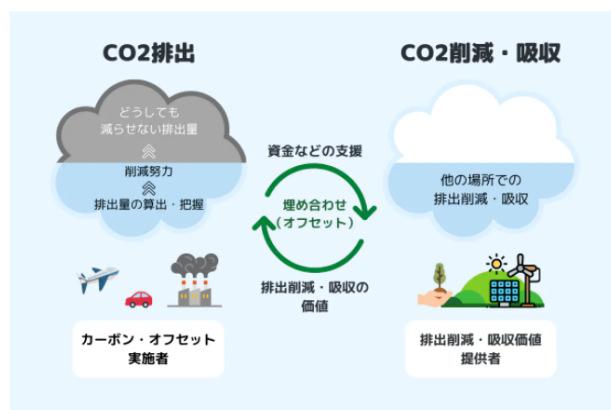 CO2排出
CO2削減・吸収
どうしても
減らせない排出量
削減努力
排出量の算出・把握
資金などの支援
埋め合わせ
(オフセット)
排出削減・吸収の
価値
他の場所での
排出削減・吸収
カーボン・オフセット
実施者
排出削減・吸収価値
提供者